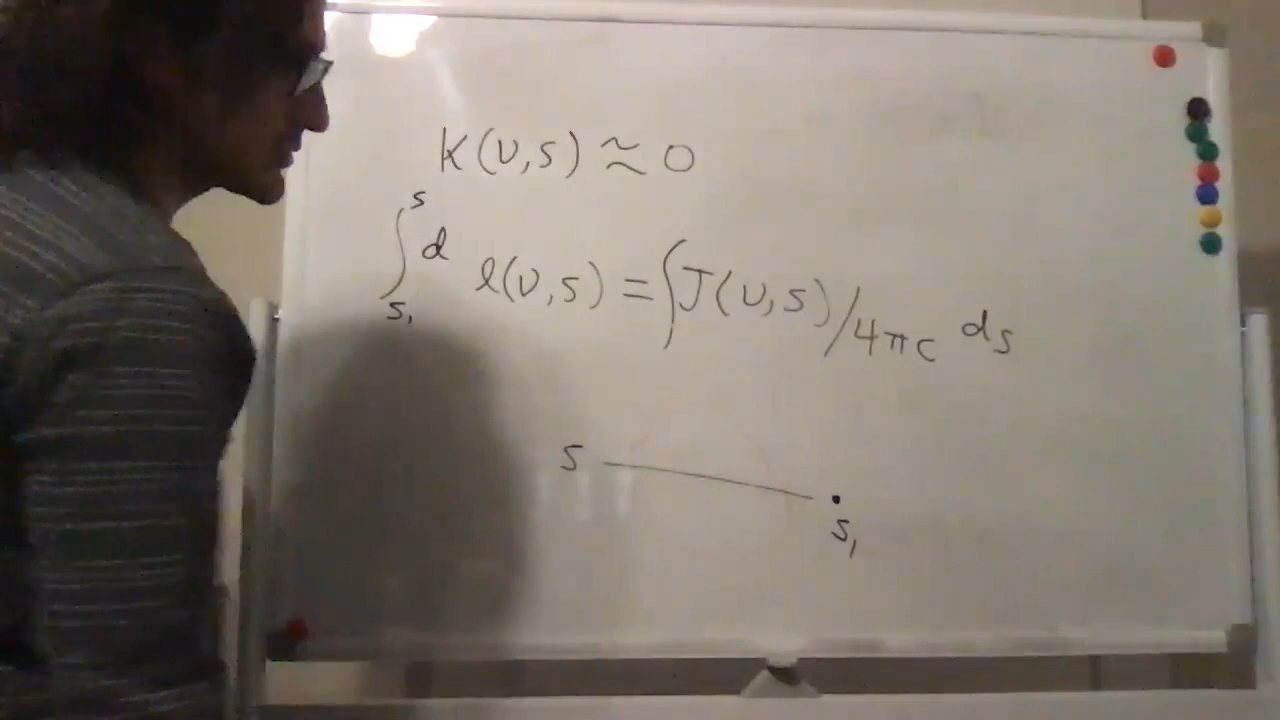 K(ν,s) ≈ 0
∫_{s₁}^{s} d l(ν,s) = ∫ J(ν,s)/4πc ds
s
s₁